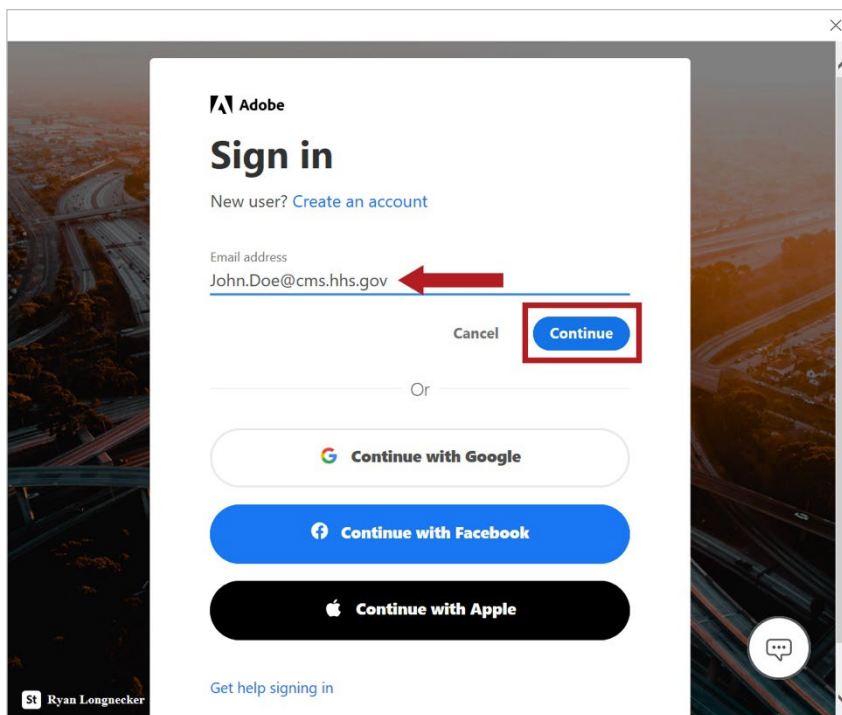 Adobe
Sign in
New user? Create an account
Email address
John.Doe@cms.hhs.gov
Cancel
Continue
Or
G Continue with Google
Continue with Facebook
Continue with Apple
Get help signing in
St Ryan Longnecker